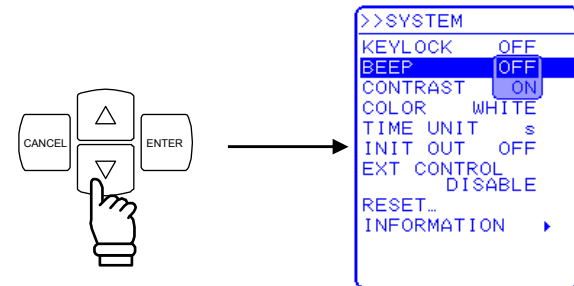 CANCEL
ENTER
>>SYSTEM
KEYLOCK OFF
BEEP OFF
CONTRAST ON
COLOR WHITE
TIME UNIT s
INIT OUT OFF
EXT CONTROL
DISABLE
RESET…
INFORMATION